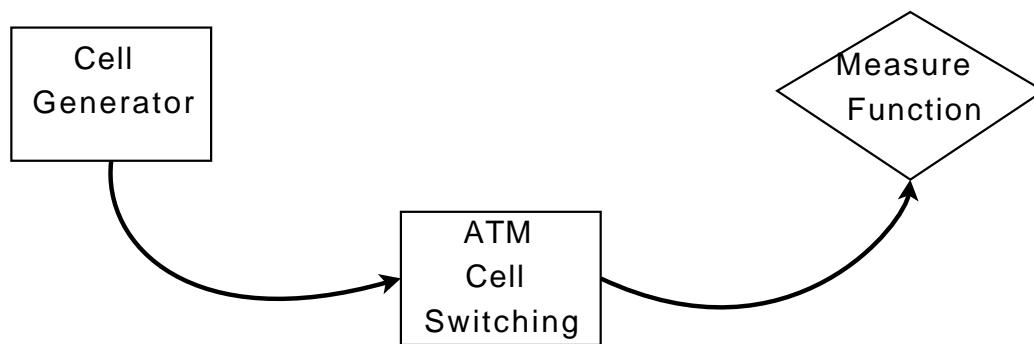 Cell
Generator
Measure
Function
ATM
Cell
Switching